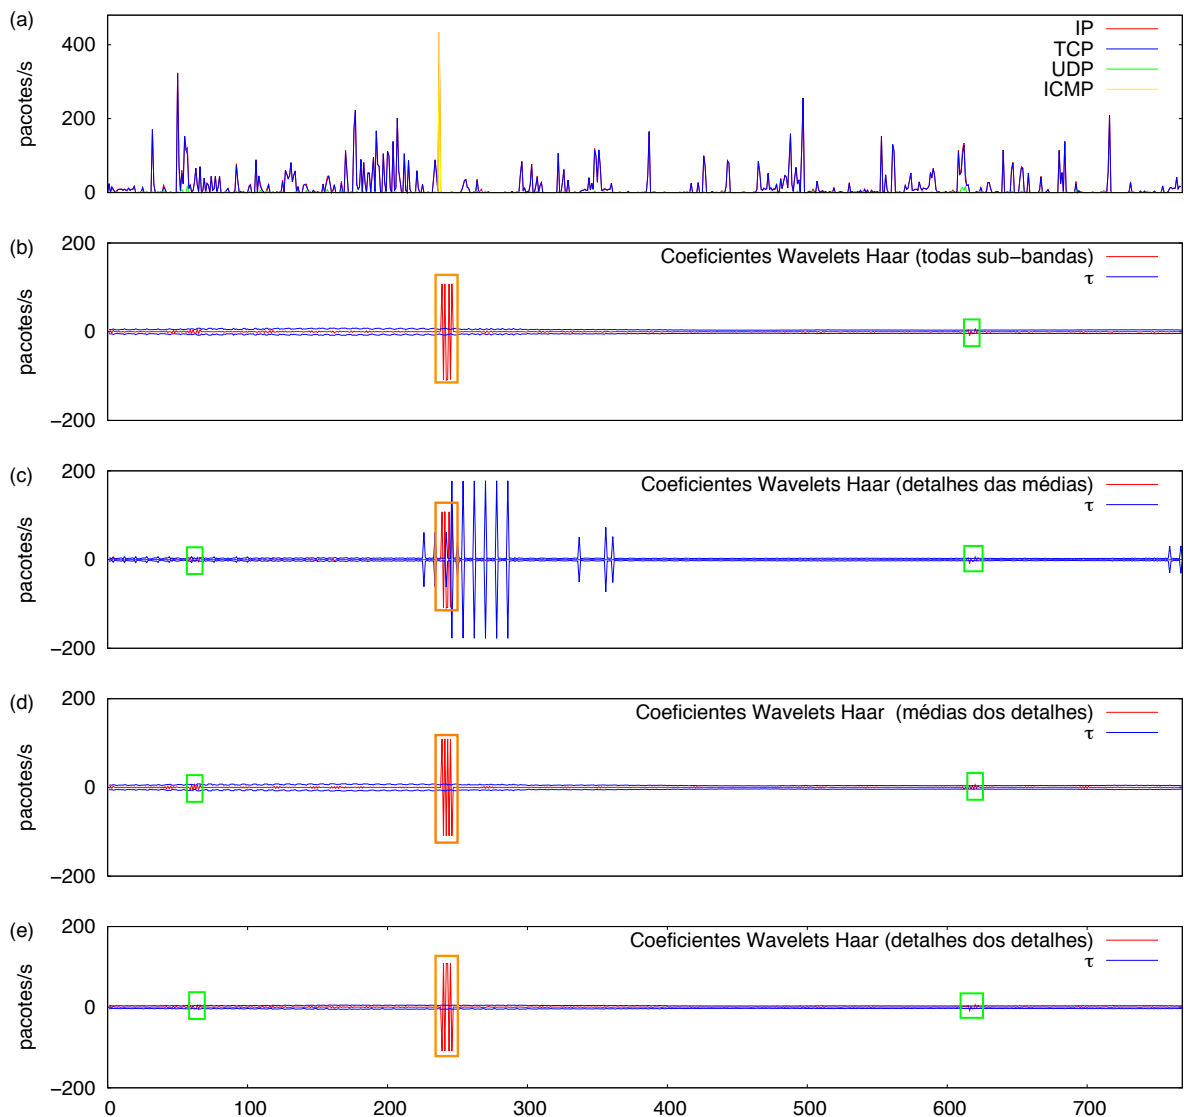 (a)
pacotes/s
400
200
0
IP
TCP
UDP
ICMP
(b)
pacotes/s
200
0
−200
Coeficientes Wavelets Haar (todas sub−bandas)
τ
(c)
pacotes/s
200
0
−200
Coeficientes Wavelets Haar (detalhes das médias)
τ
(d)
pacotes/s
200
0
−200
Coeficientes Wavelets Haar (médias dos detalhes)
τ
(e)
pacotes/s
200
0
−200
Coeficientes Wavelets Haar (detalhes dos detalhes)
τ
0 100 200 300 400 500 600 700